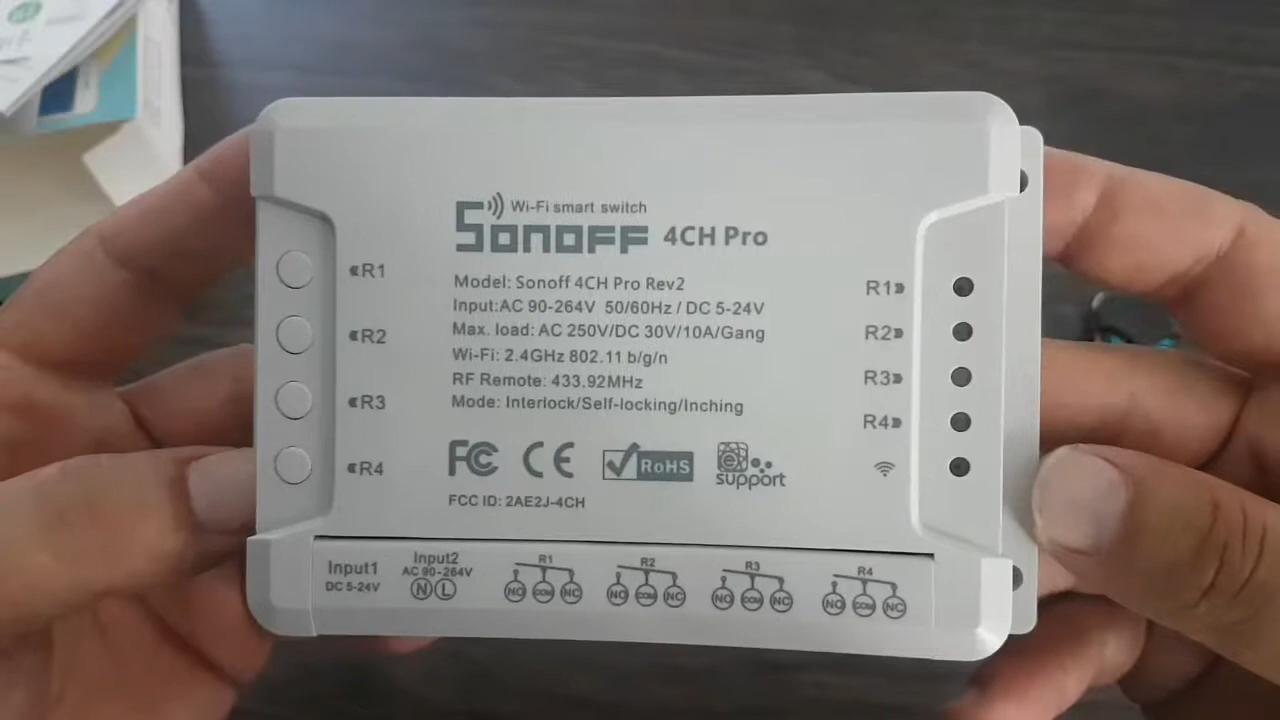 Wi-Fi smart switch
SONOFF 4CH Pro
Model: Sonoff 4CH Pro Rev2
Input:AC 90-264V 50/60Hz / DC 5-24V
Max. load: AC 250V/DC 30V/10A/Gang
Wi-Fi: 2.4GHz 802.11 b/g/n
RF Remote: 433.92MHz
Mode: Interlock/Self-locking/Inching
FC CE RoHS e support
FCC ID: 2AE2J-4CH
R1
R2
R3
R4
R1
R2
R3
R4
Input1
DC 5-24V
Input2
AC 90-264V
N L
R1
NO COM NC
R2
NO COM NC
R3
NO COM NC
R4
NO COM NC